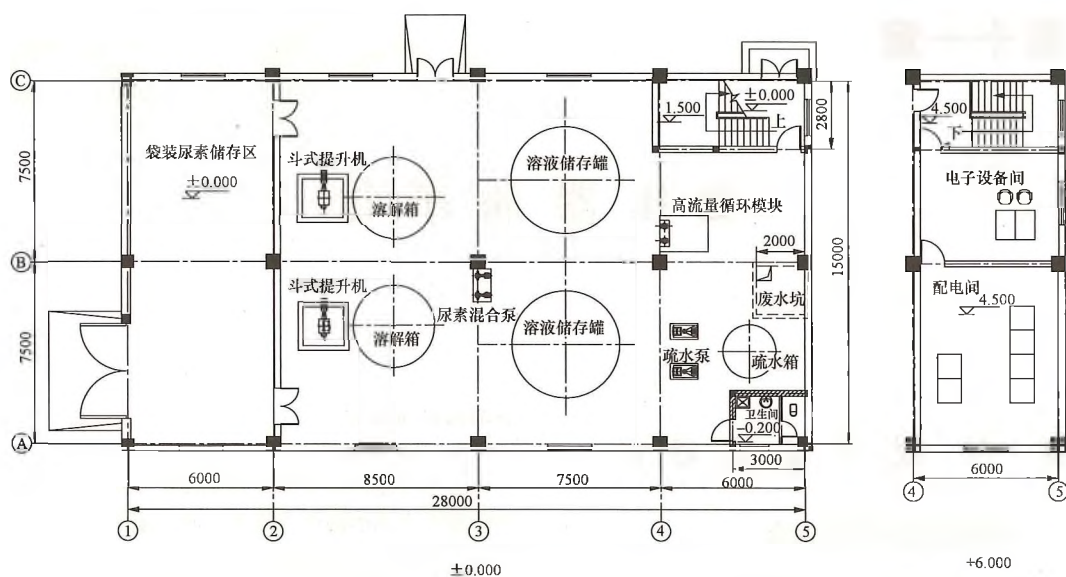 C
B
A
7500
7500
袋装尿素储存区
±0.000
斗式提升机
溶解箱
溶液储存罐
1.500
±0.000
上
2800
高流量循环模块
2000
15000
斗式提升机
溶解箱
尿素混合泵
溶液储存罐
废水坑
疏水泵
疏水箱
卫生间
-0.200
3000
6000
8500
7500
6000
28000
1
2
3
4
5
±0.000
4.500
下
电子设备间
配电间
4.500
6000
4
5
+6.000